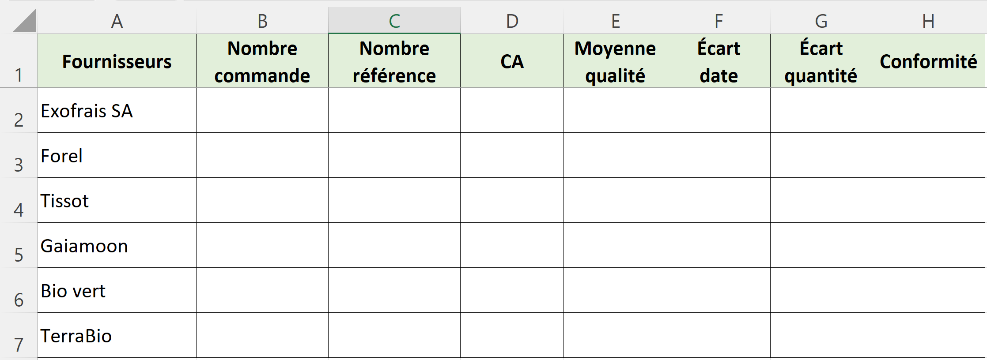 A B C D E F G H
1 Fournisseurs Nombre commande Nombre référence CA Moyenne qualité Écart date Écart quantité Conformité
2 Exofrais SA
3 Forel
4 Tissot
5 Gaiamoon
6 Bio vert
7 TerraBio